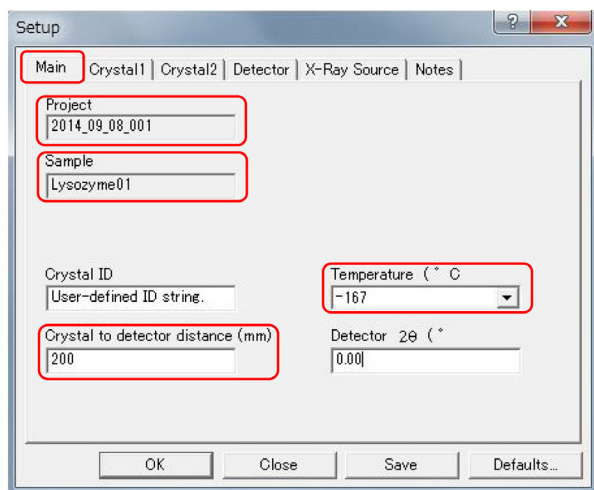 Setup
Main Crystal1 Crystal2 Detector X-Ray Source Notes
Project
2014_09_08_001
Sample
Lysozyme01
Crystal ID
User-defined ID string.
Temperature (° C
-167
Crystal to detector distance (mm)
200
Detector 2θ (°
0.00
OK Close Save Defaults...